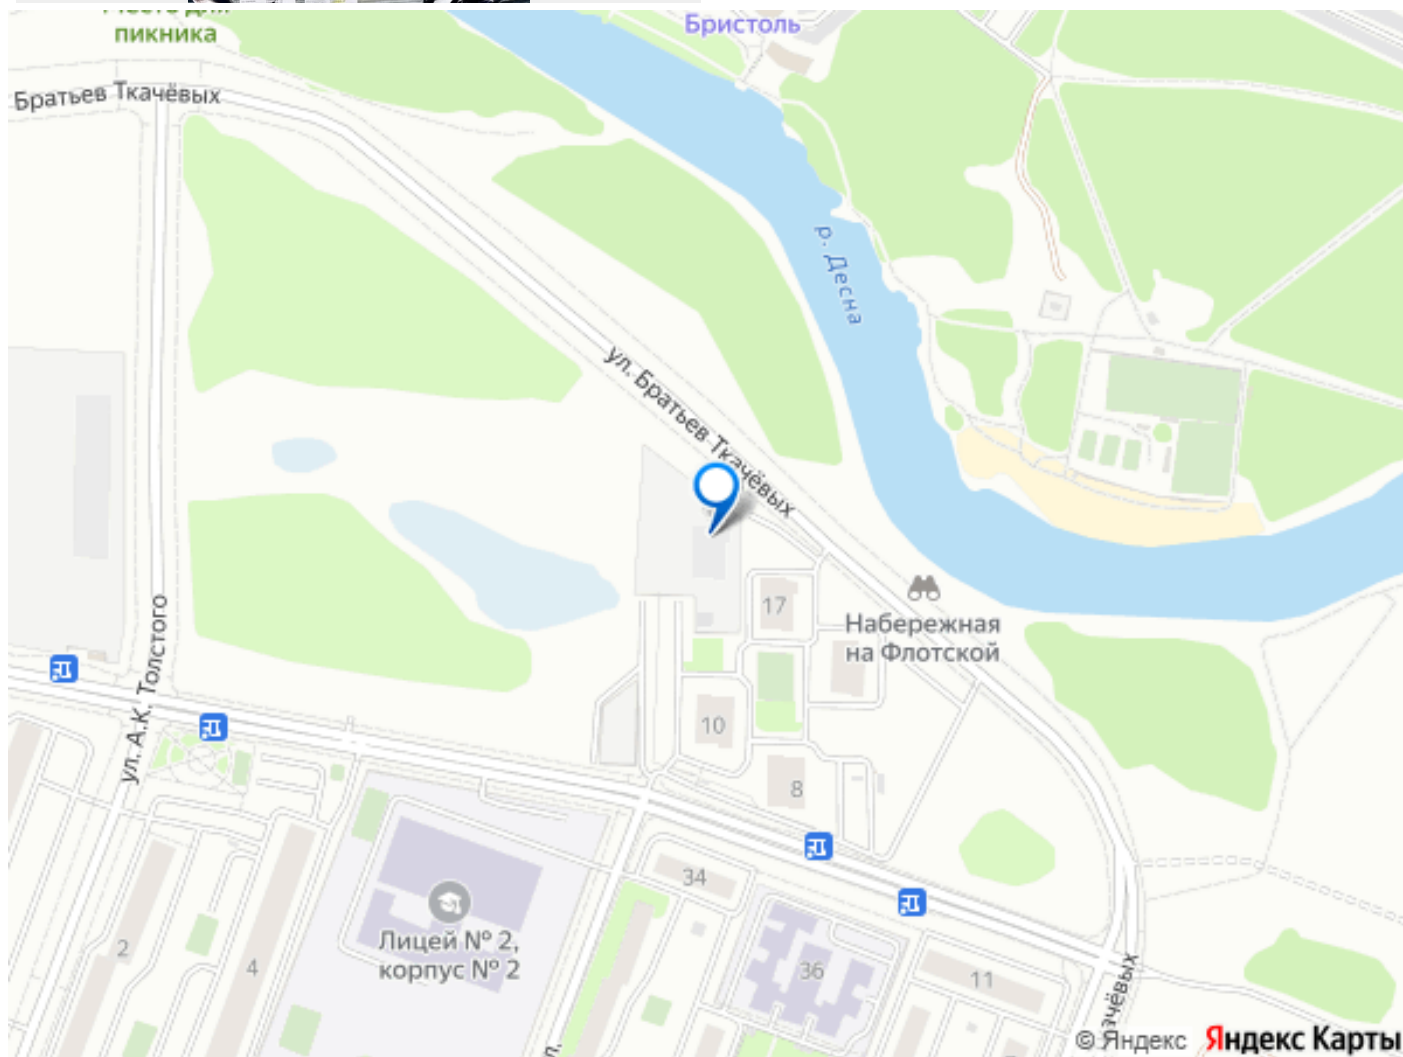 пикника
Бристоль
Братьев Ткачёвых
р. Десна
ул. Братьев Ткачёвых
17
Набережная
на Флотской
ул. А.К. Толстого
10
8
34
Лицей № 2,
корпус № 2
2
4
36
11
© Яндекс Яндекс Карты